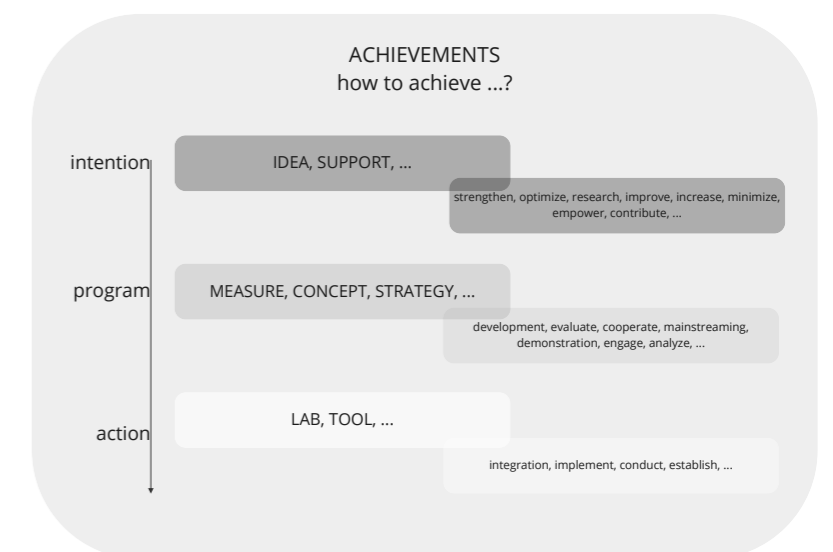 ACHIEVEMENTS
how to achieve ...?
intention
IDEA, SUPPORT, ...
strengthen, optimize, research, improve, increase, minimize,
empower, contribute, ...
program
MEASURE, CONCEPT, STRATEGY, ...
development, evaluate, cooperate, mainstreaming,
demonstration, engage, analyze, ...
action
LAB, TOOL, ...
integration, implement, conduct, establish, ...